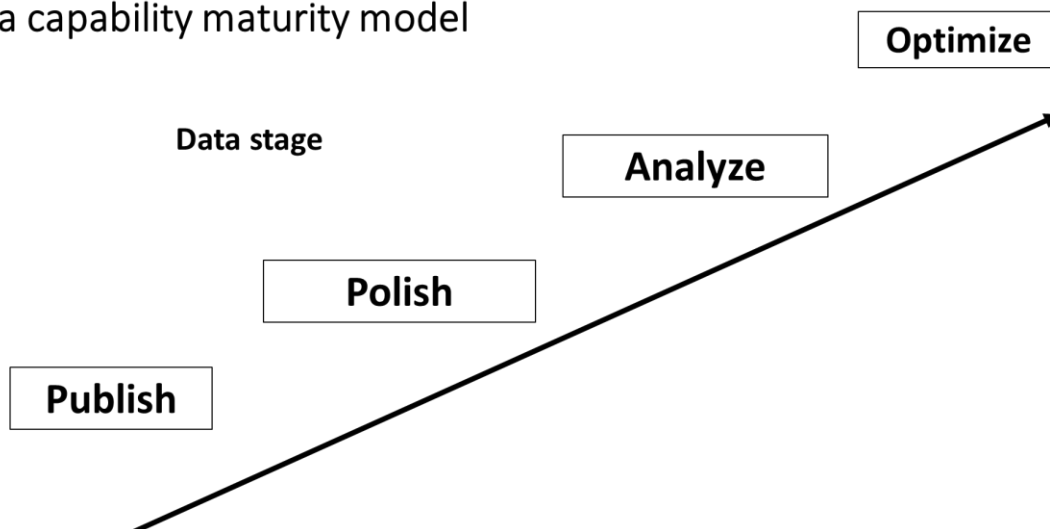 a capability maturity model
Optimize
Data stage
Analyze
Polish
Publish